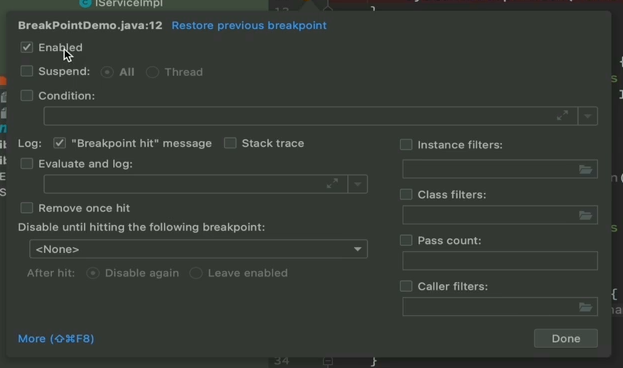 IServiceImpl
BreakPointDemo.java:12 Restore previous breakpoint
Enabled
Suspend: All Thread
Condition:
Log: "Breakpoint hit" message Stack trace
Instance filters:
Evaluate and log:
Class filters:
Remove once hit
Disable until hitting the following breakpoint:
Pass count:
<None>
After hit: Disable again Leave enabled
Caller filters:
More (⇧⌘F8)
Done
34 }